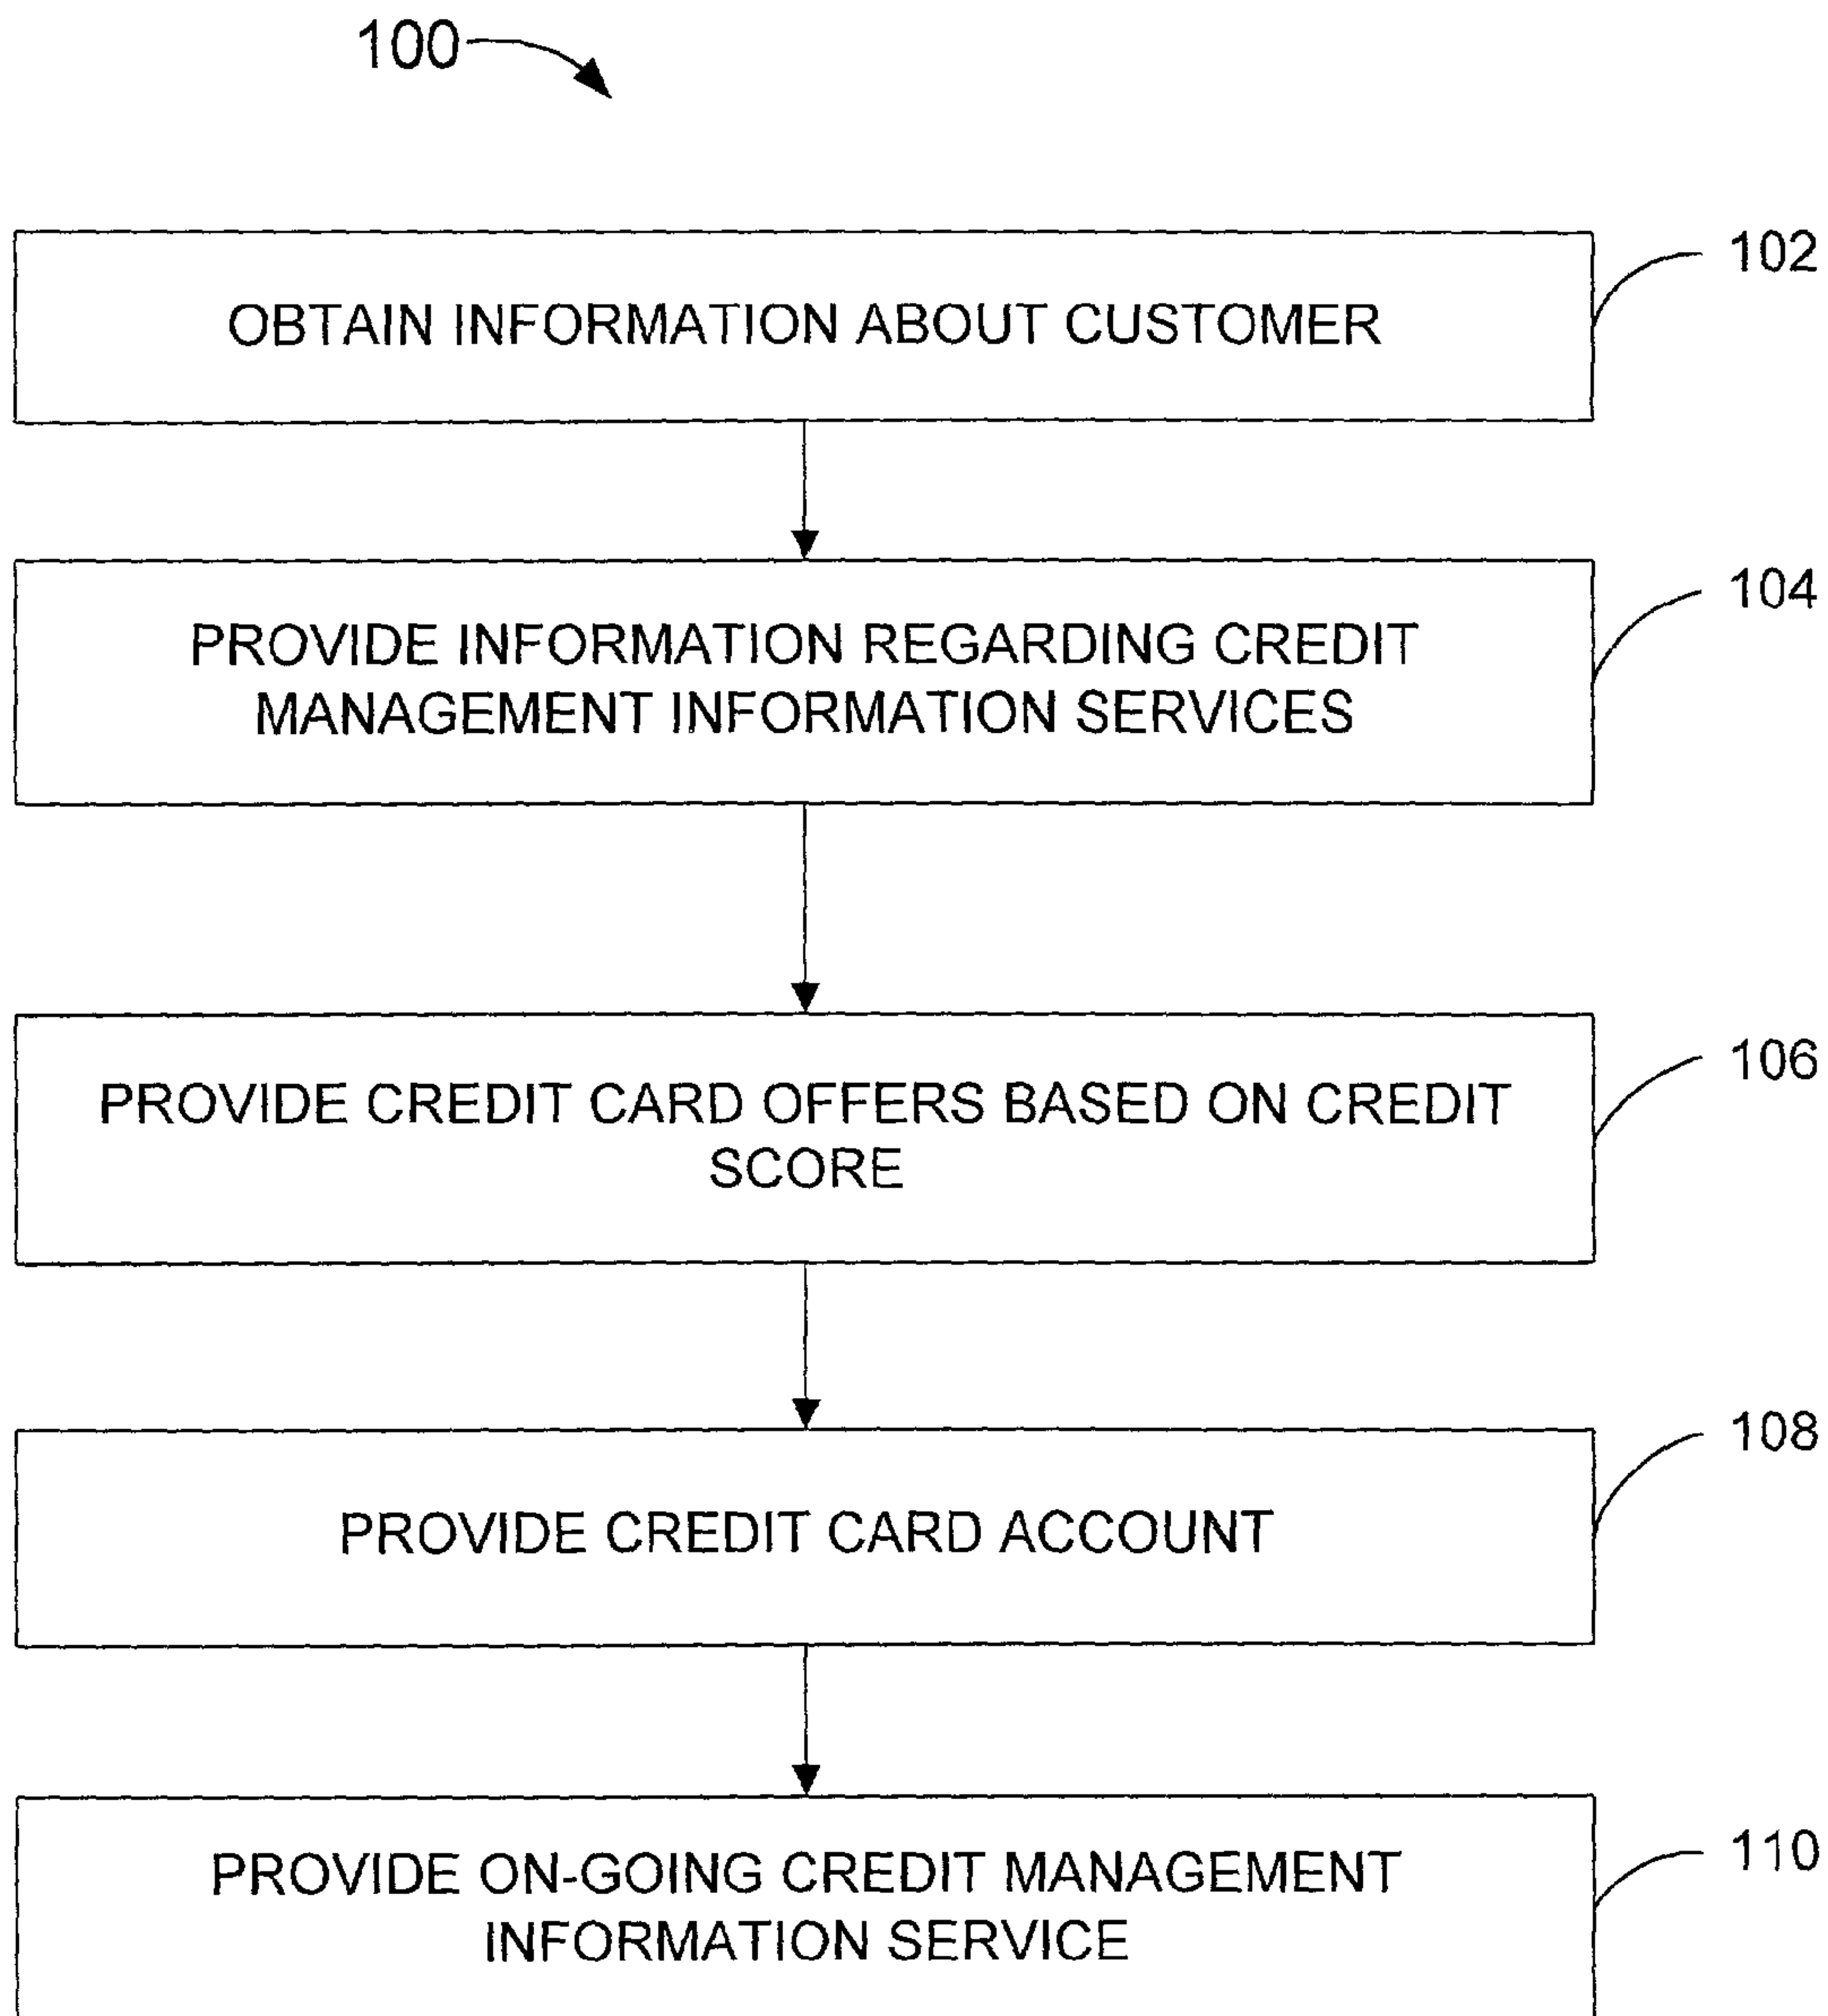 100
102
OBTAIN INFORMATION ABOUT CUSTOMER
104
PROVIDE INFORMATION REGARDING CREDIT
MANAGEMENT INFORMATION SERVICES
106
PROVIDE CREDIT CARD OFFERS BASED ON CREDIT
SCORE
108
PROVIDE CREDIT CARD ACCOUNT
110
PROVIDE ON-GOING CREDIT MANAGEMENT
INFORMATION SERVICE